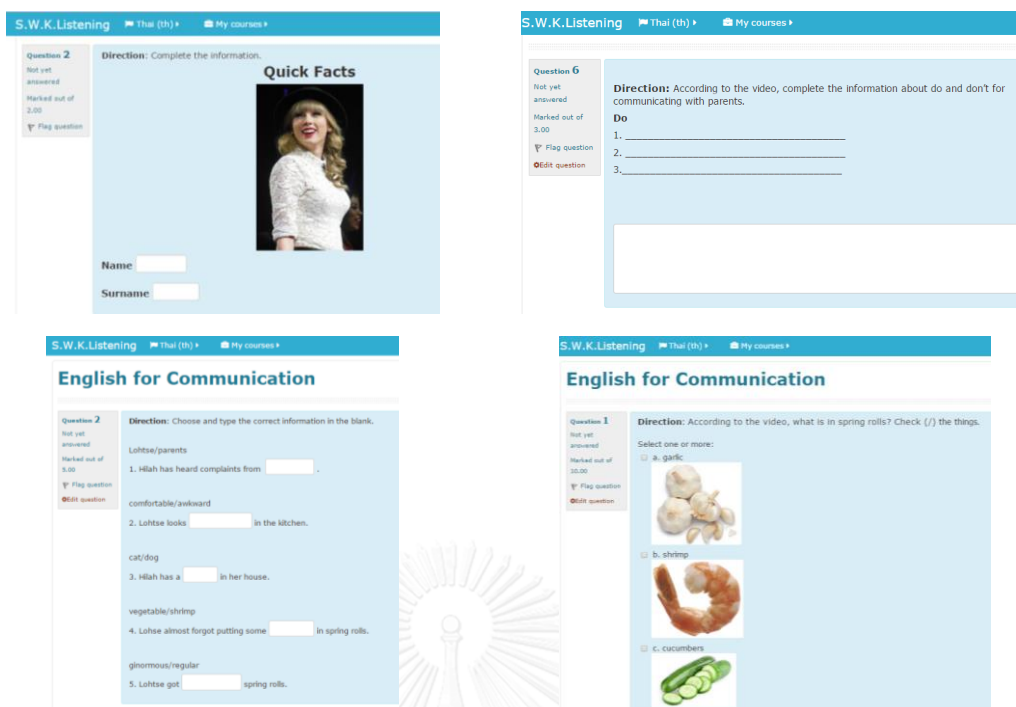 S.W.K.Listening Thai (th) My courses
Question 2
Not yet
answered
Marked out of
2.00
Flag question
Direction: Complete the information.
Quick Facts
Name
Surname
S.W.K.Listening Thai (th) My courses
Question 6
Not yet
answered
Marked out of
3.00
Flag question
Edit question
Direction: According to the video, complete the information about do and don't for
communicating with parents.
Do
1. ________________________________________
2. ________________________________________
3.________________________________________
S.W.K.Listening Thai (th) My courses
English for Communication
Question 2
Not yet
answered
Marked out of
5.00
Flag question
Edit question
Direction: Choose and type the correct information in the blank.
Lohtse/parents
1. Hilah has heard complaints from .
comfortable/awkward
2. Lohtse looks in the kitchen.
cat/dog
3. Hilah has a in her house.
vegetable/shrimp
4. Lohse almost forgot putting some in spring rolls.
ginormous/regular
5. Lohtse got spring rolls.
S.W.K.Listening Thai (th) My courses
English for Communication
Question 1
Not yet
answered
Marked out of
10.00
Flag question
Edit question
Direction: According to the video, what is in spring rolls? Check (/) the things.
Select one or more:
a. garlic
b. shrimp
c. cucumbers